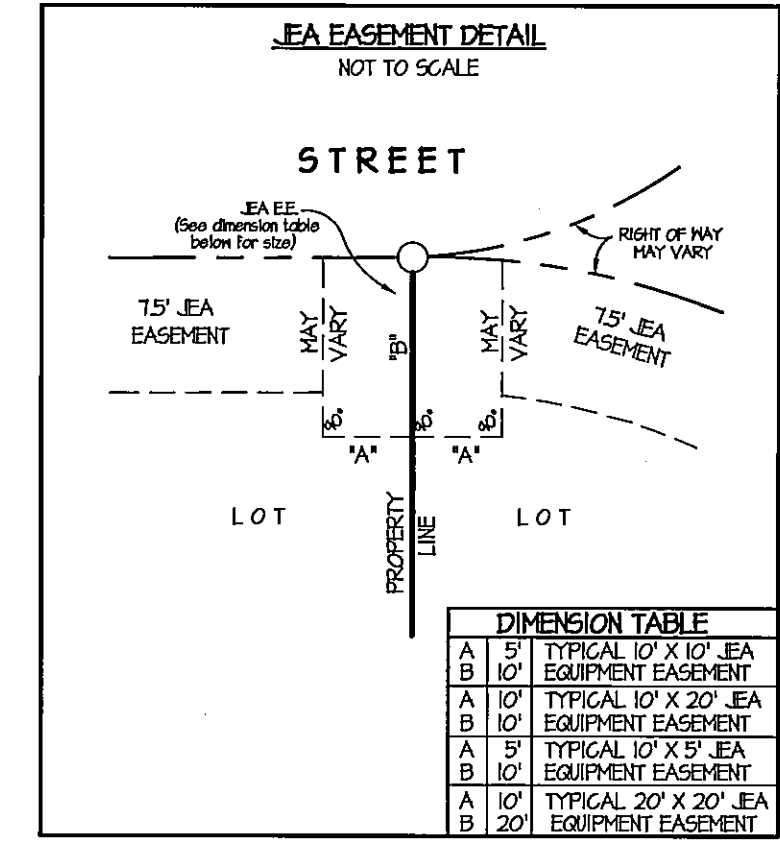 JEA EASEMENT DETAIL
NOT TO SCALE
STREET
JEA E.E.
(See dimension table
below for size)
RIGHT OF WAY
MAY VARY
7.5' JEA
EASEMENT
MAY
VARY
"B"
MAY
VARY
7.5' JEA
EASEMENT
90°
90°
90°
"A"
"A"
LOT
PROPERTY
LINE
LOT
DIMENSION TABLE
A 5' TYPICAL 10' X 10' JEA
B 10' EQUIPMENT EASEMENT
A 10' TYPICAL 10' X 20' JEA
B 10' EQUIPMENT EASEMENT
A 5' TYPICAL 10' X 5' JEA
B 10' EQUIPMENT EASEMENT
A 10' TYPICAL 20' X 20' JEA
B 20' EQUIPMENT EASEMENT